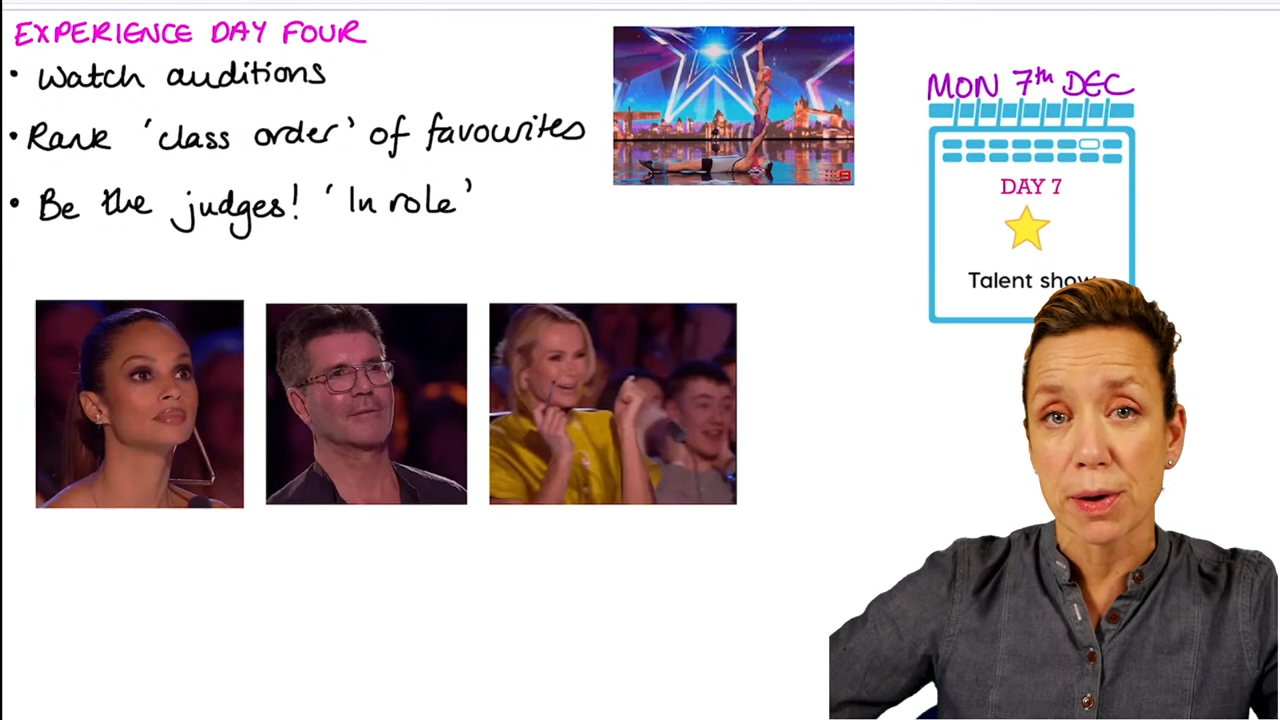 EXPERIENCE DAY FOUR
• Watch auditions
• Rank 'class order' of favourites
• Be the judges! 'In role'
MON 7th DEC
DAY 7
Talent show